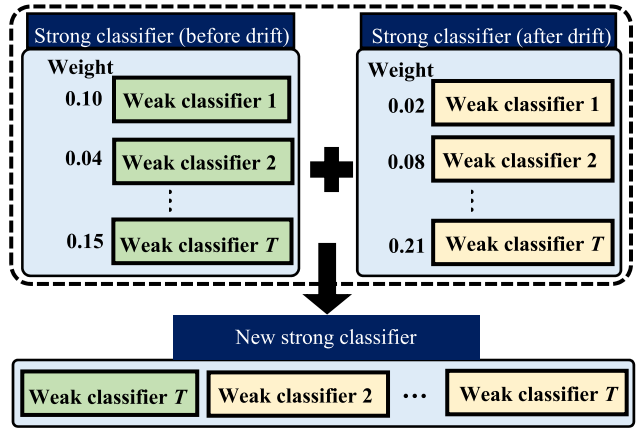 Strong classifier (before drift)
Weight
0.10 Weak classifier 1
0.04 Weak classifier 2
0.15 Weak classifier T
Strong classifier (after drift)
Weight
0.02 Weak classifier 1
0.08 Weak classifier 2
0.21 Weak classifier T
New strong classifier
Weak classifier T Weak classifier 2 ... Weak classifier T